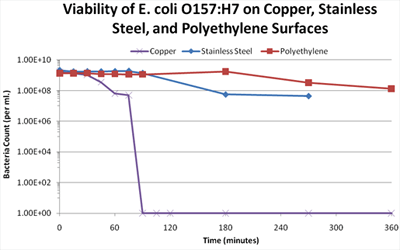 Viability of E. coli O157:H7 on Copper, Stainless
Steel, and Polyethylene Surfaces
Copper Stainless Steel Polyethylene
1.00E+10
1.00E+08
1.00E+06
1.00E+04
1.00E+02
1.00E+00
Bacteria Count (per mL)
0 60 120 180 240 300 360
Time (minutes)